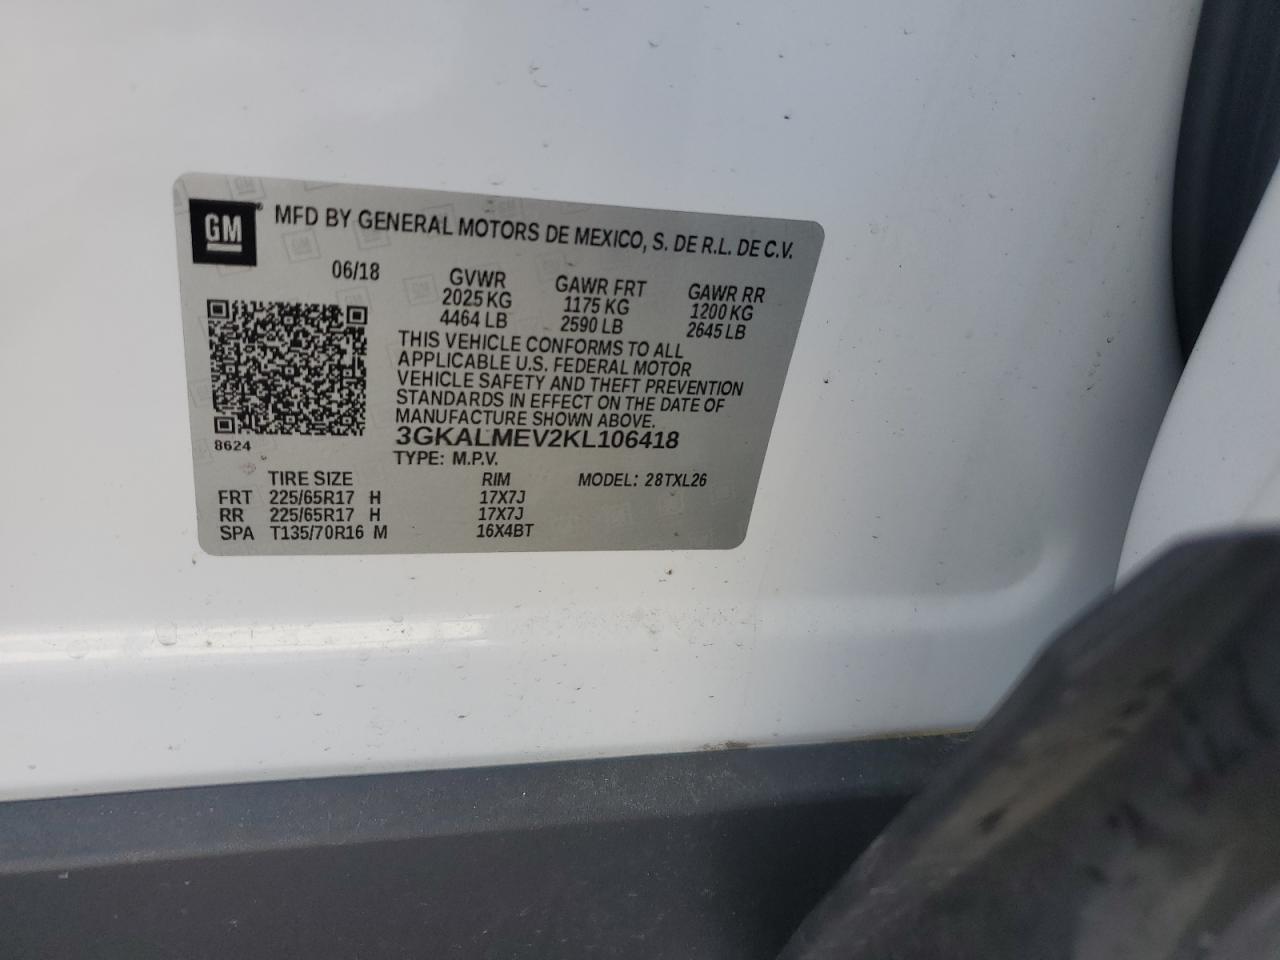 GM MFD BY GENERAL MOTORS DE MEXICO, S. DE R.L. DE C.V.
06/18 GVWR GAWR FRT GAWR RR
2025 KG 1175 KG 1200 KG
4464 LB 2590 LB 2645 LB
THIS VEHICLE CONFORMS TO ALL
APPLICABLE U.S. FEDERAL MOTOR
VEHICLE SAFETY AND THEFT PREVENTION
STANDARDS IN EFFECT ON THE DATE OF
MANUFACTURE SHOWN ABOVE.
8624 3GKALMEV2KL106418
TYPE: M.P.V.
TIRE SIZE RIM MODEL: 28TXL26
FRT 225/65R17 H 17X7J
RR 225/65R17 H 17X7J
SPA T135/70R16 M 16X4BT